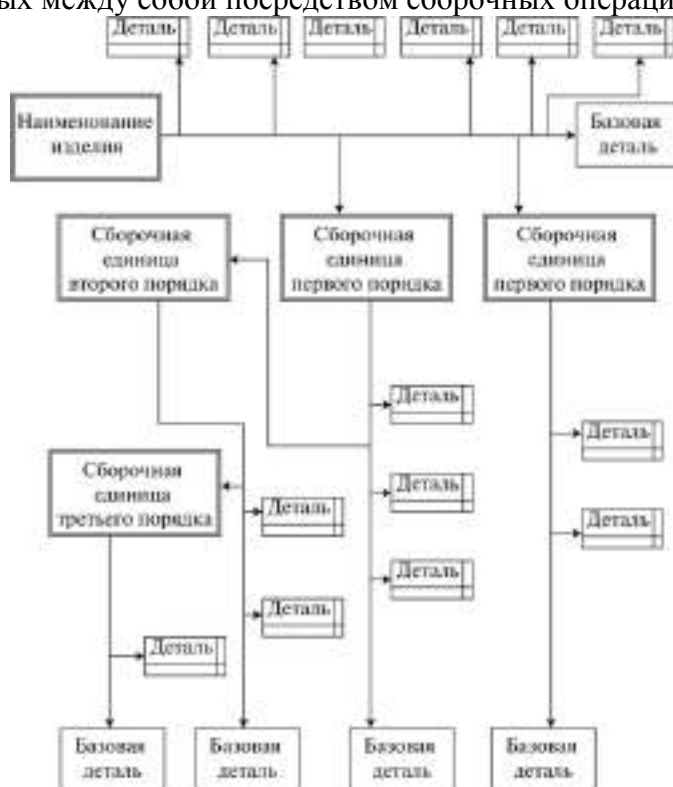 ых между собой посредством сборочных операци
Деталь Деталь Деталь Деталь Деталь Деталь
Наименование
изделия
Базовая
деталь
Сборочная
единица
второго порядка
Сборочная
единица
первого порядка
Сборочная
единица
первого порядка
Деталь
Деталь
Сборочная
единица
третьего порядка
Деталь
Деталь
Деталь
Деталь
Деталь
Деталь
Базовая
деталь
Базовая
деталь
Базовая
деталь
Базовая
деталь